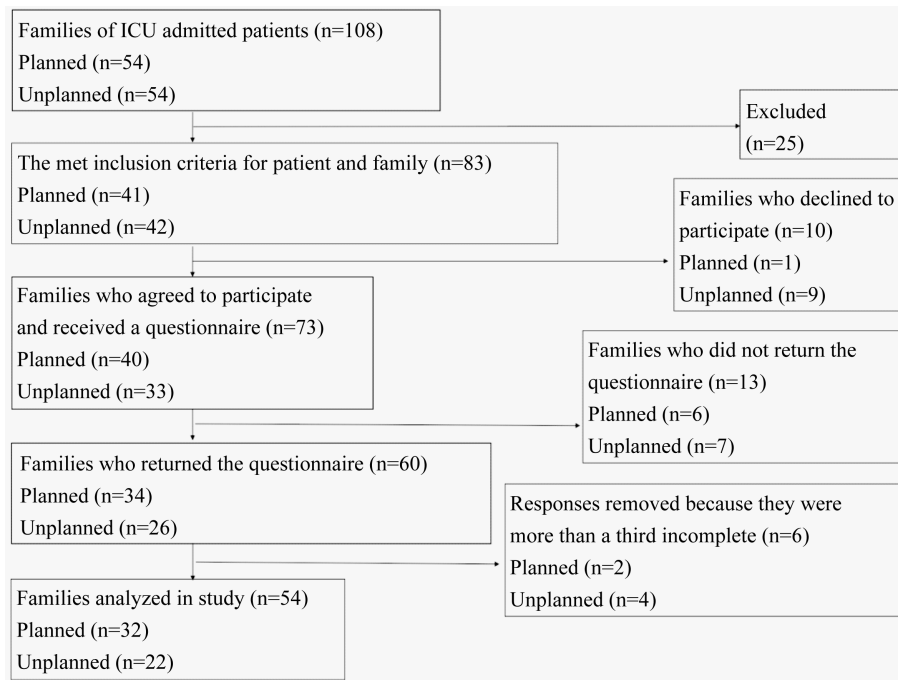 Families of ICU admitted patients (n=108)
Planned (n=54)
Unplanned (n=54)
Excluded
(n=25)
The met inclusion criteria for patient and family (n=83)
Planned (n=41)
Unplanned (n=42)
Families who declined to
participate (n=10)
Planned (n=1)
Unplanned (n=9)
Families who agreed to participate
and received a questionnaire (n=73)
Planned (n=40)
Unplanned (n=33)
Families who did not return the
questionnaire (n=13)
Planned (n=6)
Unplanned (n=7)
Families who returned the questionnaire (n=60)
Planned (n=34)
Unplanned (n=26)
Responses removed because they were
more than a third incomplete (n=6)
Planned (n=2)
Unplanned (n=4)
Families analyzed in study (n=54)
Planned (n=32)
Unplanned (n=22)